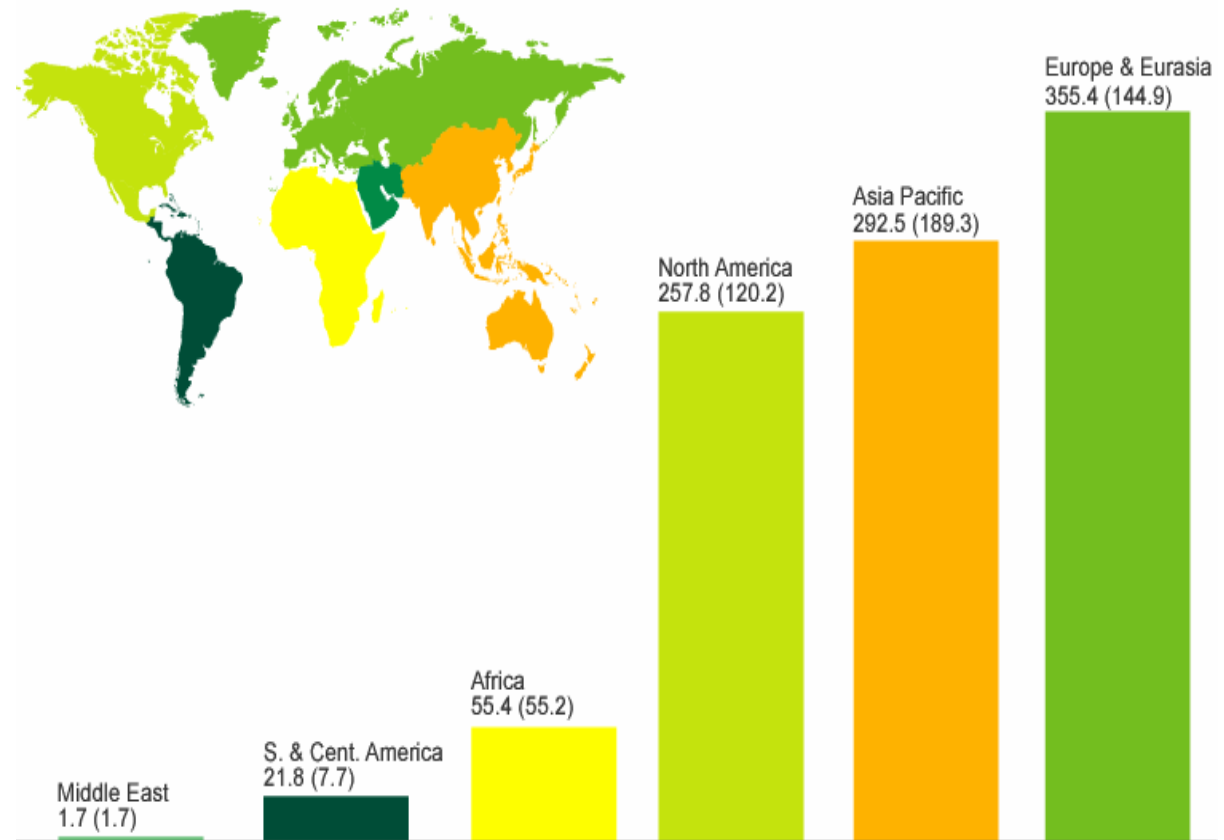 Europe & Eurasia
355.4 (144.9)
Asia Pacific
292.5 (189.3)
North America
257.8 (120.2)
Africa
55.4 (55.2)
S. & Cent. America
21.8 (7.7)
Middle East
1.7 (1.7)